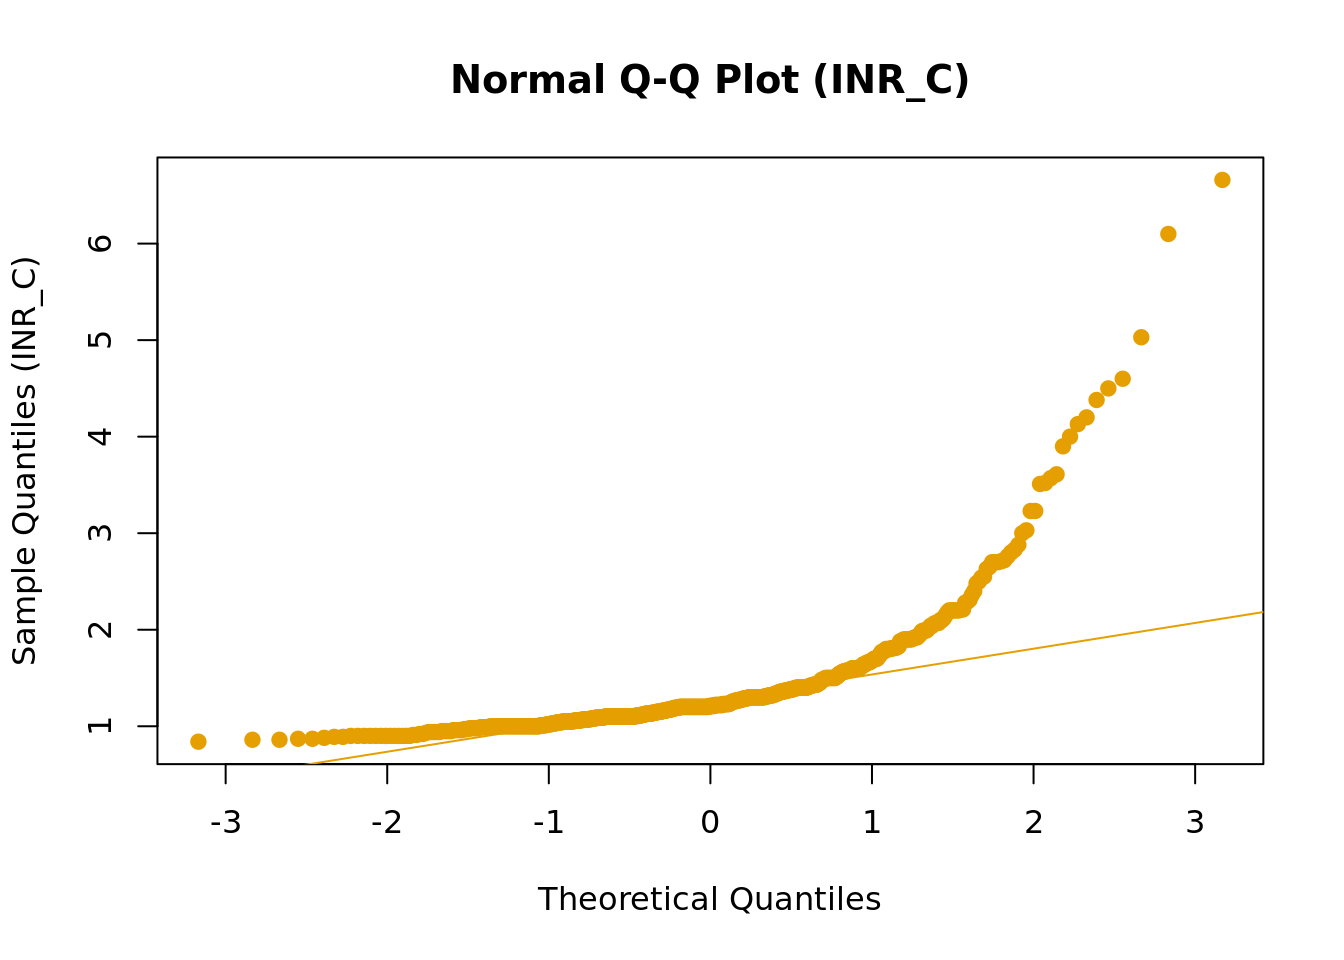 Normal Q-Q Plot (INR_C)
Sample Quantiles (INR_C)
6
5
4
3
2
1
-3 -2 -1 0 1 2 3
Theoretical Quantiles